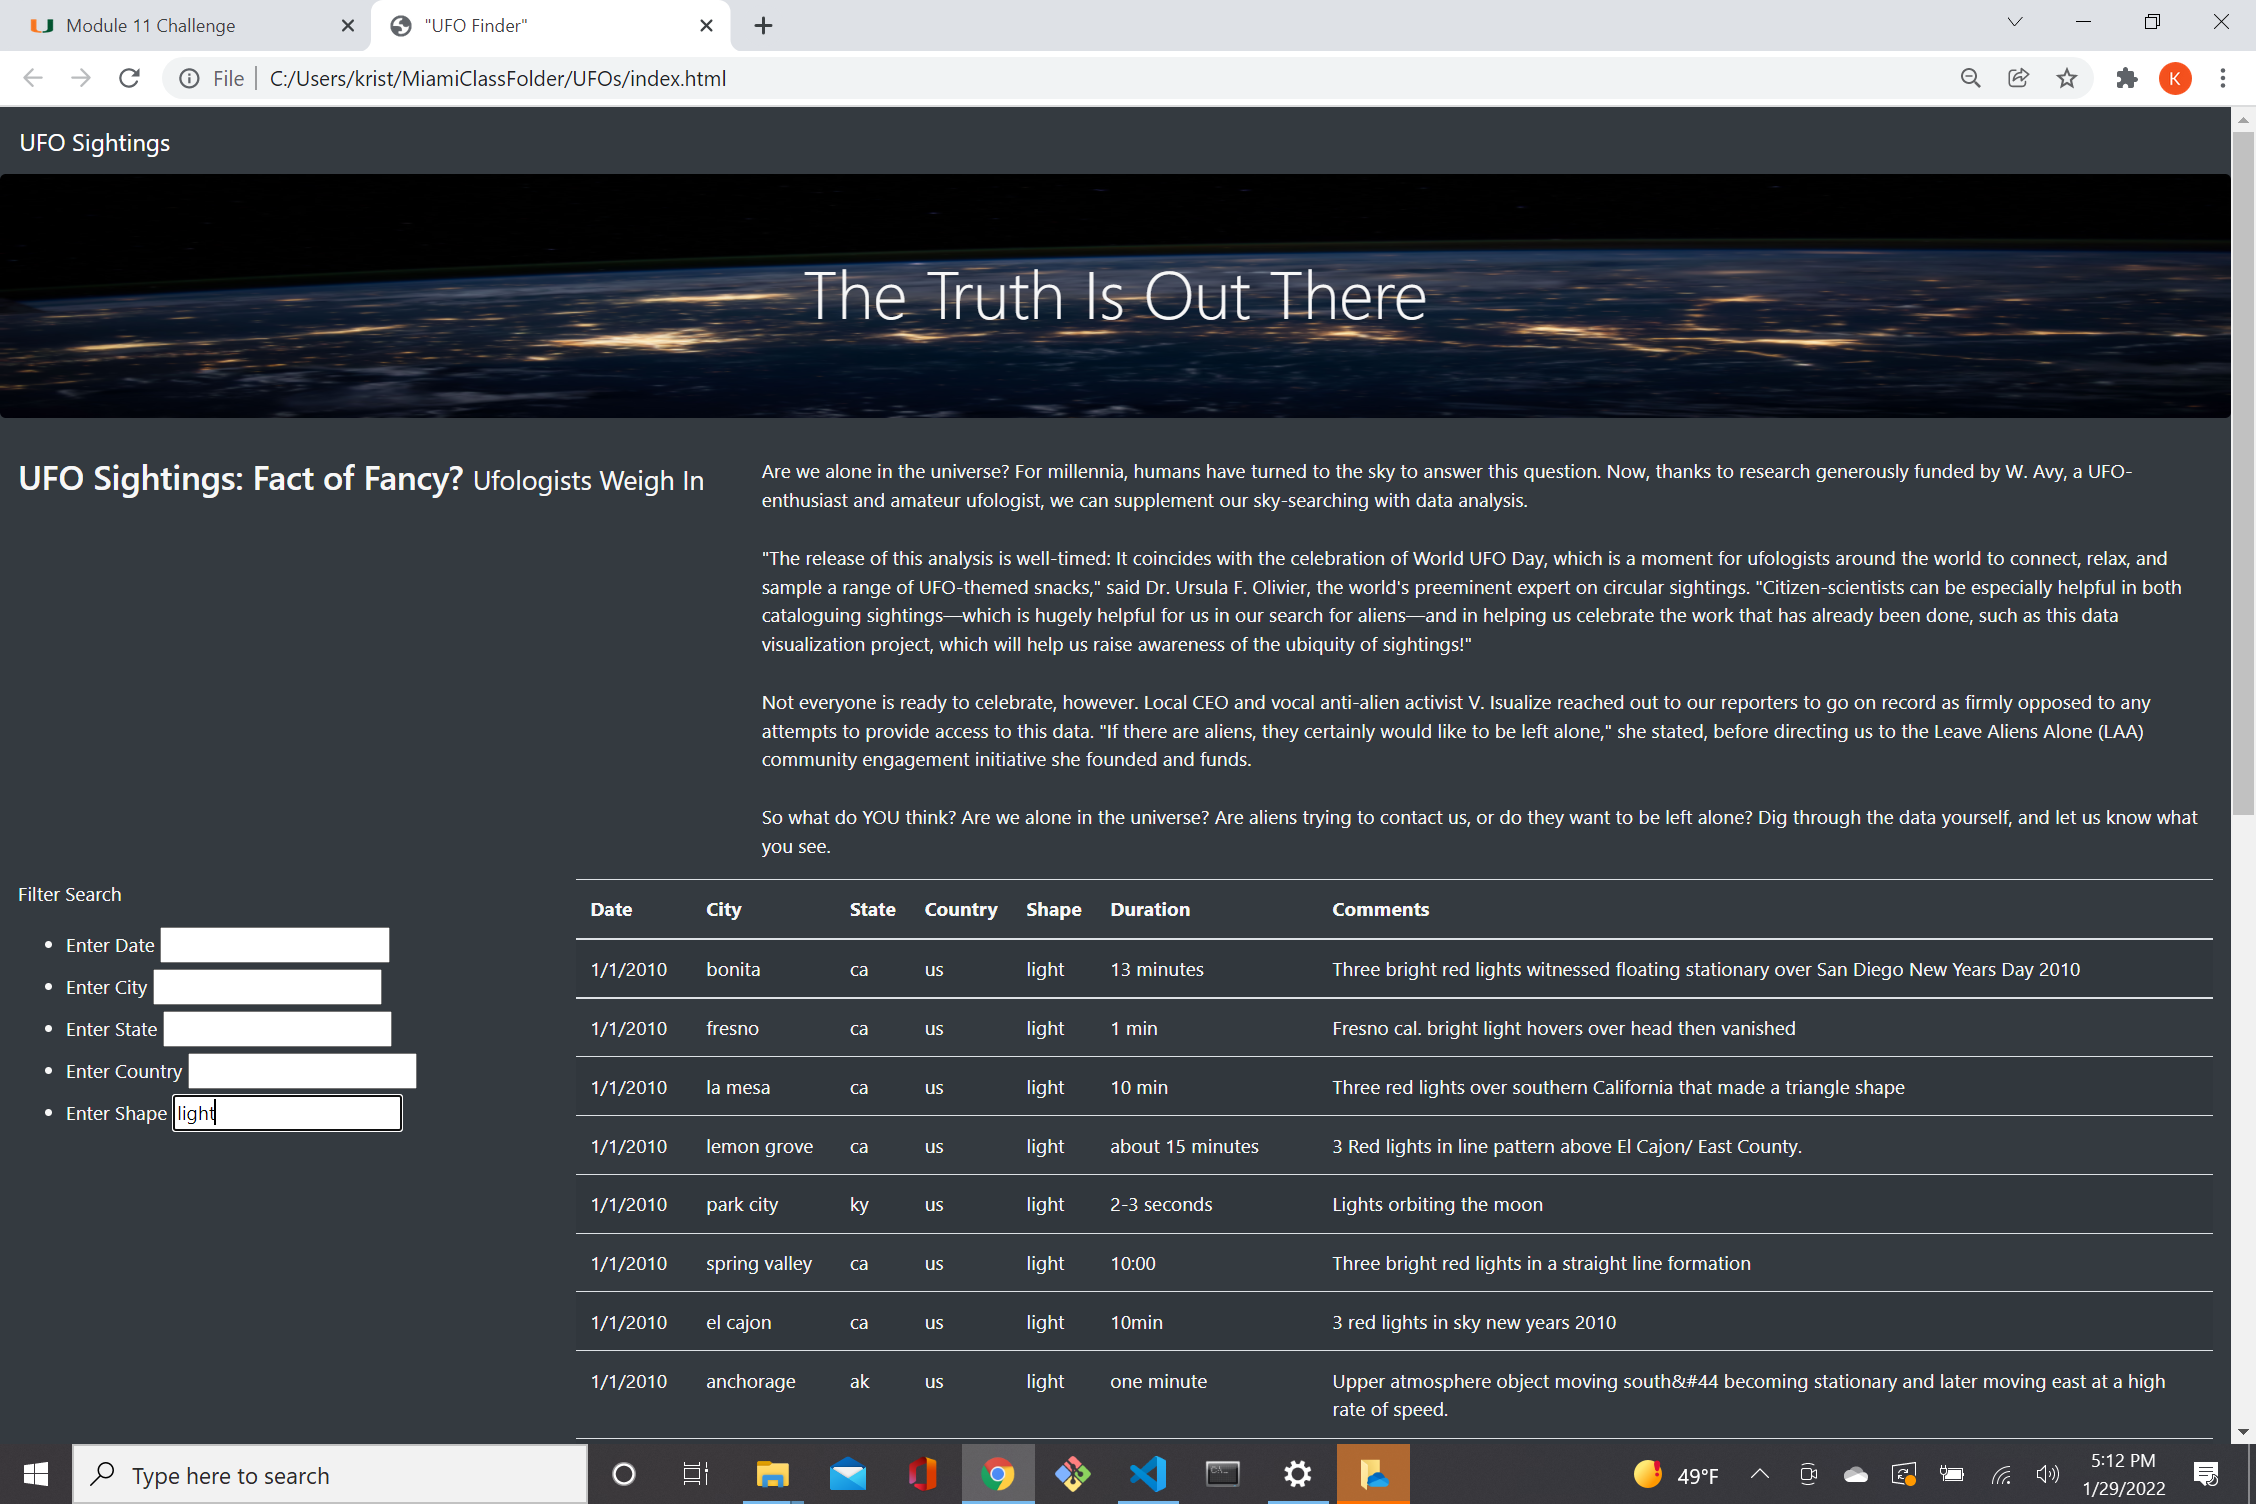 Module 11 Challenge
"UFO Finder"
File
C:/Users/krist/MiamiClassFolder/UFOs/index.html
K
UFO Sightings
The Truth Is Out There
UFO Sightings: Fact of Fancy? Ufologists Weigh In
Are we alone in the universe? For millennia, humans have turned to the sky to answer this question. Now, thanks to research generously funded by W. Avy, a UFO-
enthusiast and amateur ufologist, we can supplement our sky-searching with data analysis.
"The release of this analysis is well-timed: It coincides with the celebration of World UFO Day, which is a moment for ufologists around the world to connect, relax, and
sample a range of UFO-themed snacks," said Dr. Ursula F. Olivier, the world's preeminent expert on circular sightings. "Citizen-scientists can be especially helpful in both
cataloguing sightings—which is hugely helpful for us in our search for aliens—and in helping us celebrate the work that has already been done, such as this data
visualization project, which will help us raise awareness of the ubiquity of sightings!"
Not everyone is ready to celebrate, however. Local CEO and vocal anti-alien activist V. Isualize reached out to our reporters to go on record as firmly opposed to any
attempts to provide access to this data. "If there are aliens, they certainly would like to be left alone," she stated, before directing us to the Leave Aliens Alone (LAA)
community engagement initiative she founded and funds.
So what do YOU think? Are we alone in the universe? Are aliens trying to contact us, or do they want to be left alone? Dig through the data yourself, and let us know what
you see.
Filter Search
Enter Date
Enter City
Enter State
Enter Country
Enter Shape light
Date City State Country Shape Duration Comments
1/1/2010 bonita ca us light 13 minutes Three bright red lights witnessed floating stationary over San Diego New Years Day 2010
1/1/2010 fresno ca us light 1 min Fresno cal. bright light hovers over head then vanished
1/1/2010 la mesa ca us light 10 min Three red lights over southern California that made a triangle shape
1/1/2010 lemon grove ca us light about 15 minutes 3 Red lights in line pattern above El Cajon/ East County.
1/1/2010 park city ky us light 2-3 seconds Lights orbiting the moon
1/1/2010 spring valley ca us light 10:00 Three bright red lights in a straight line formation
1/1/2010 el cajon ca us light 10min 3 red lights in sky new years 2010
1/1/2010 anchorage ak us light one minute Upper atmosphere object moving south&#44 becoming stationary and later moving east at a high
rate of speed.
Type here to search
49°F
5:12 PM
1/29/2022